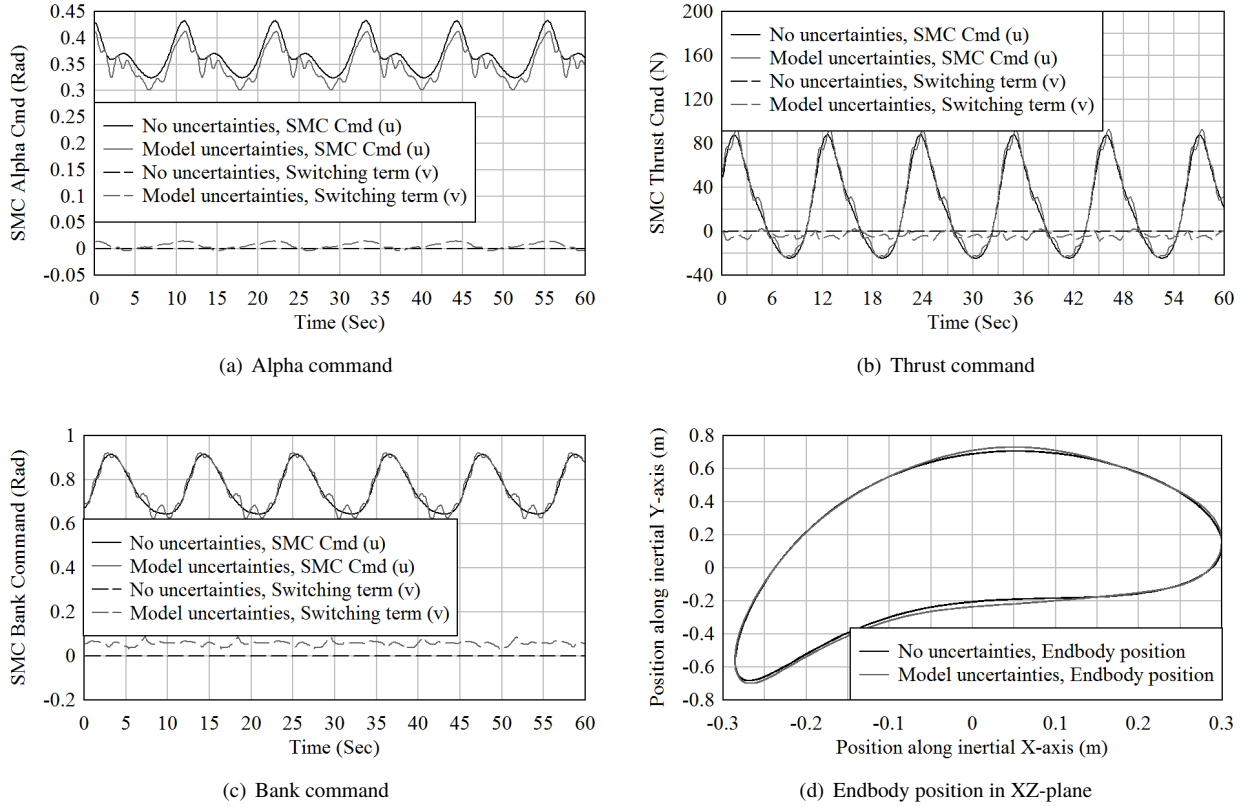 SMC Alpha Cmd (Rad)
0.45
0.4
0.35
0.3
0.25
0.2
0.15
0.1
0.05
0
-0.05
No uncertainties, SMC Cmd (u)
Model uncertainties, SMC Cmd (u)
No uncertainties, Switching term (v)
Model uncertainties, Switching term (v)
0 5 10 15 20 25 30 35 40 45 50 55 60
Time (Sec)
(a) Alpha command
SMC Thrust Cmd (N)
200
160
120
80
40
0
-40
No uncertainties, SMC Cmd (u)
Model uncertainties, SMC Cmd (u)
No uncertainties, Switching term (v)
Model uncertainties, Switching term (v)
0 6 12 18 24 30 36 42 48 54 60
Time (Sec)
(b) Thrust command
SMC Bank Command (Rad)
1
0.8
0.6
0.4
0.2
0
-0.2
No uncertainties, SMC Cmd (u)
Model uncertainties, SMC Cmd (u)
No uncertainties, Switching term (v)
Model uncertainties, Switching term (v)
0 5 10 15 20 25 30 35 40 45 50 55 60
Time (Sec)
(c) Bank command
Position along inertial Y-axis (m)
0.8
0.6
0.4
0.2
0
-0.2
-0.4
-0.6
-0.8
No uncertainties, Endbody position
Model uncertainties, Endbody position
-0.3 -0.2 -0.1 0 0.1 0.2 0.3
Position along inertial X-axis (m)
(d) Endbody position in XZ-plane